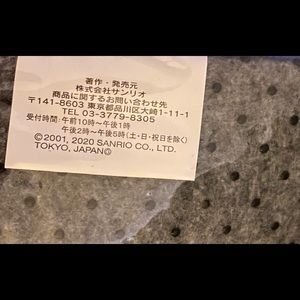 著作・発売元
株式会社サンリオ
商品に関するお問い合わせ先
〒141-8603 東京都品川区大崎1-11-1
TEL 03-3779-8305
受付時間:午前10時〜午後1時
午後2時〜午後5時(土・日・祝日を除く)
©2001, 2020 SANRIO CO., LTD.
TOKYO, JAPAN©